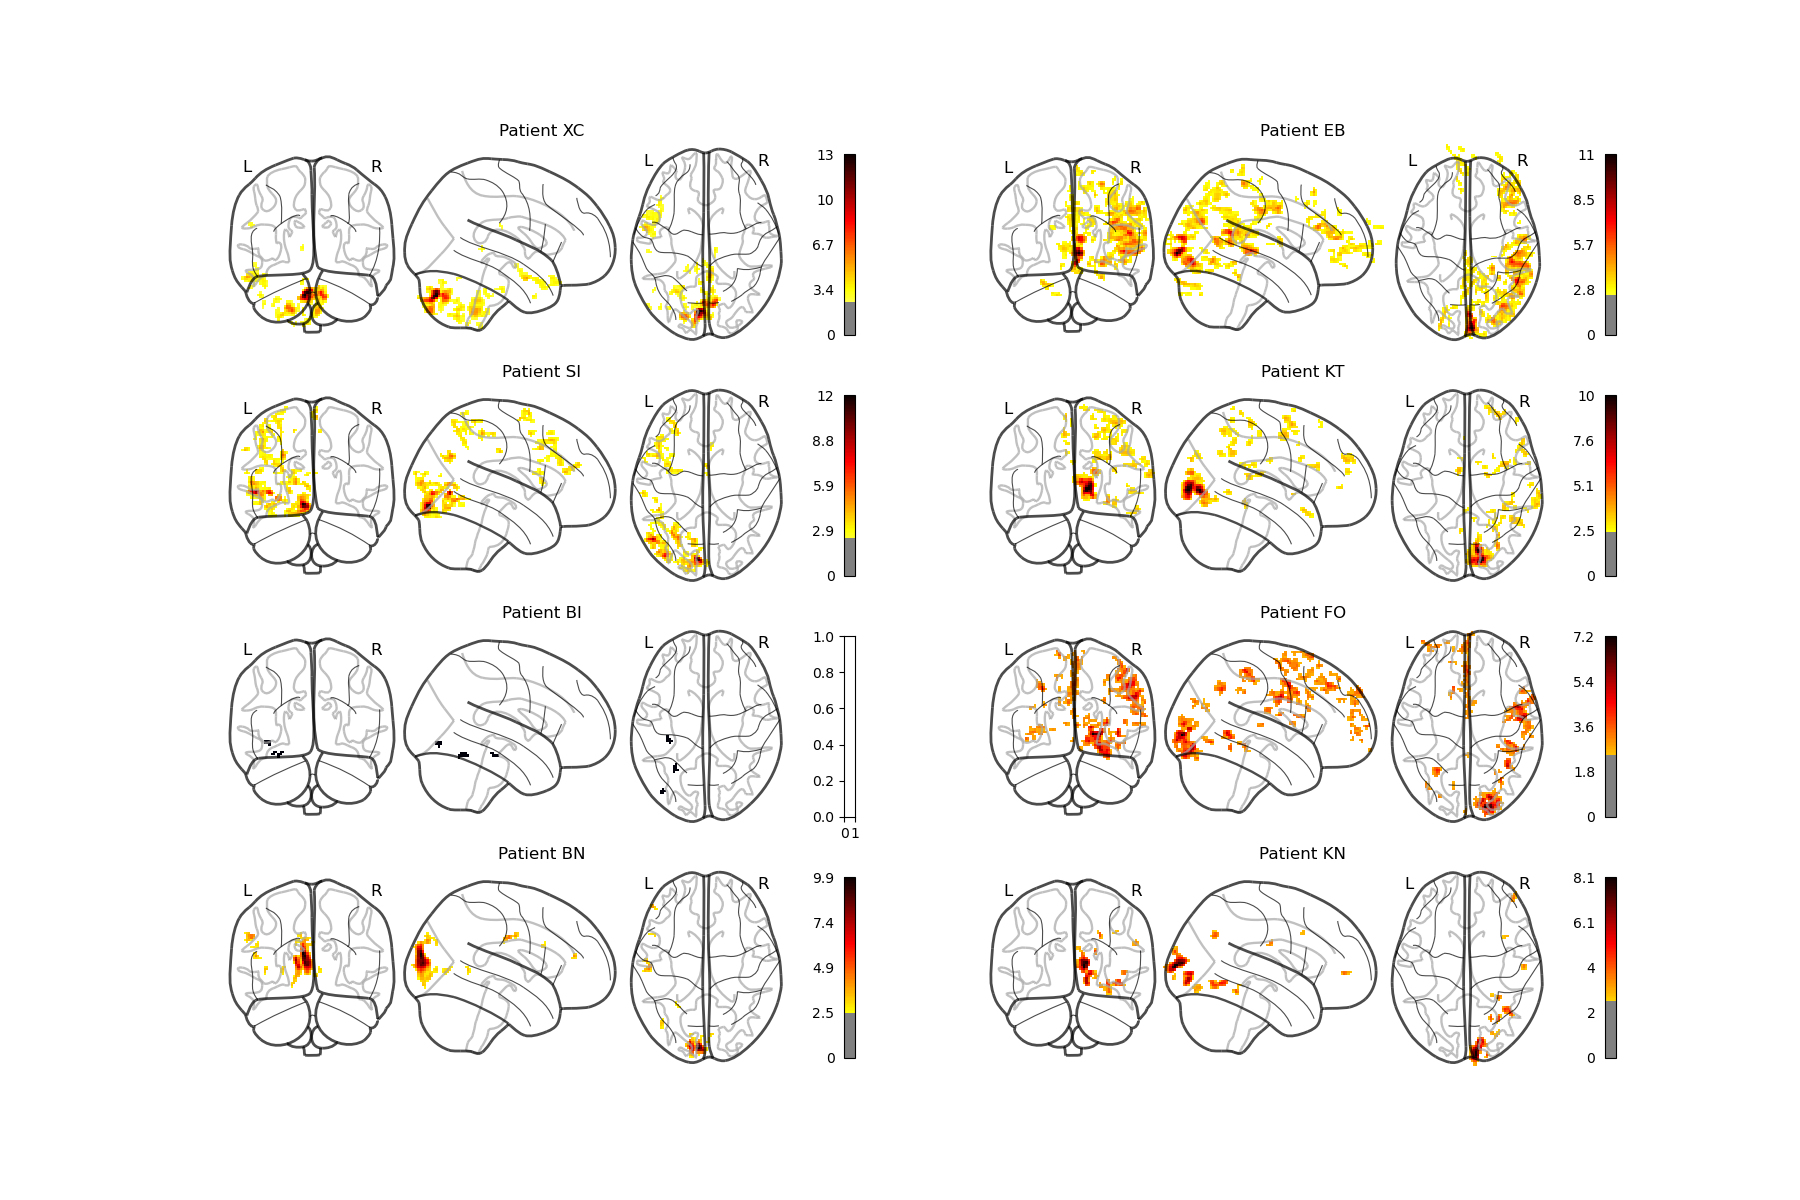 Patient XC
L R L R
13
10
6.7
3.4
0
Patient EB
L R L R
11
8.5
5.7
2.8
0
Patient SI
L R L R
12
8.8
5.9
2.9
0
Patient KT
L R L R
10
7.6
5.1
2.5
0
Patient BI
L R L R
1.0
0.8
0.6
0.4
0.2
0.0
0 1
Patient FO
L R L R
7.2
5.4
3.6
1.8
0
Patient BN
L R L R
9.9
7.4
4.9
2.5
0
Patient KN
L R L R
8.1
6.1
4
2
0